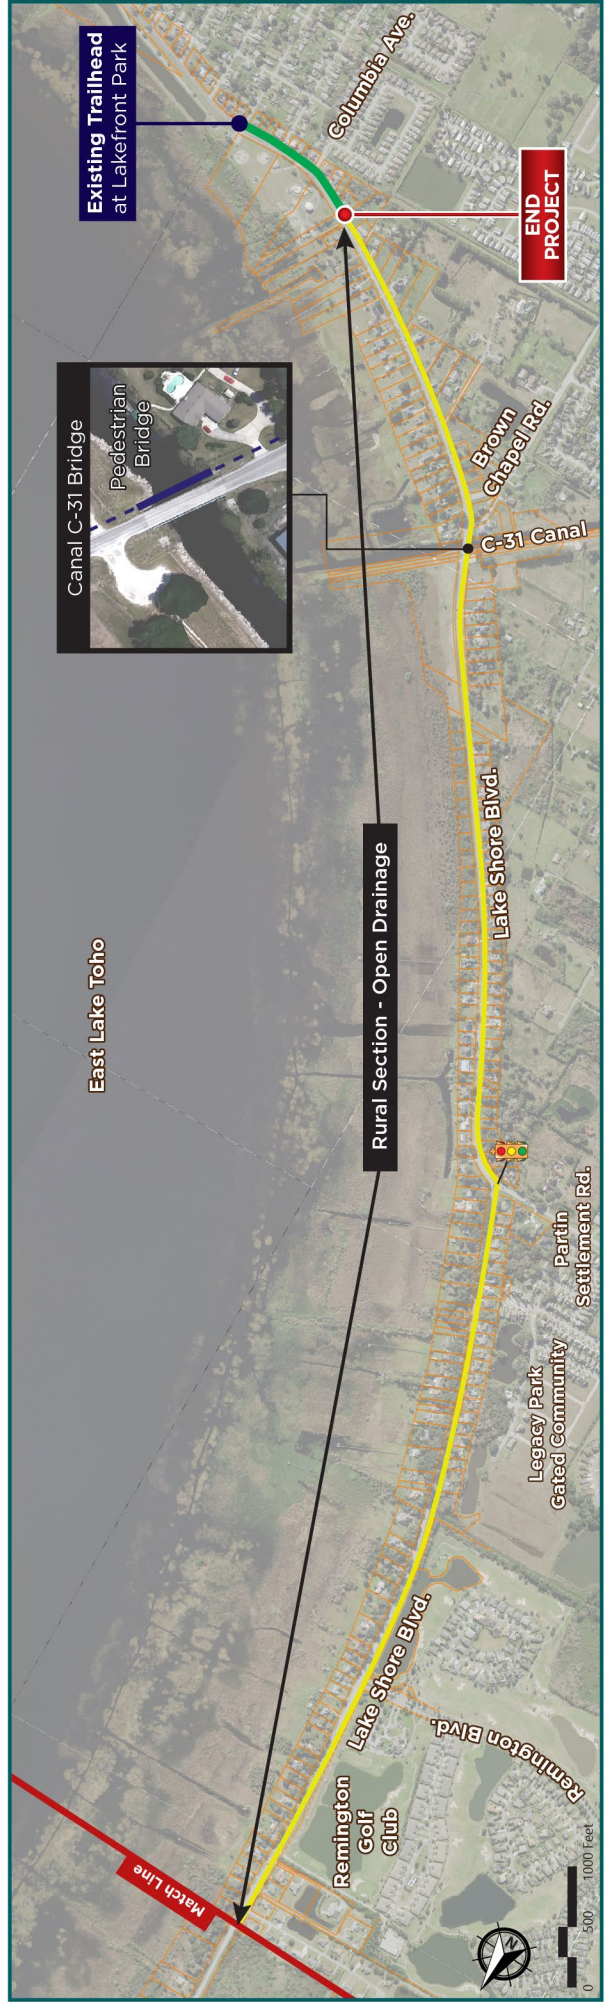 Existing Trailhead
at Lakefront Park
Columbia Ave.
END
PROJECT
Canal C-31 Bridge
Pedestrian
Bridge
Brown
Chapel Rd.
C-31 Canal
Lake Shore Blvd.
Rural Section - Open Drainage
East Lake Toho
Partin
Settlement Rd.
Legacy Park
Gated Community
Lake Shore Blvd.
Remington Blvd.
Remington
Golf
Club
Match Line
N
0 500 1000 Feet